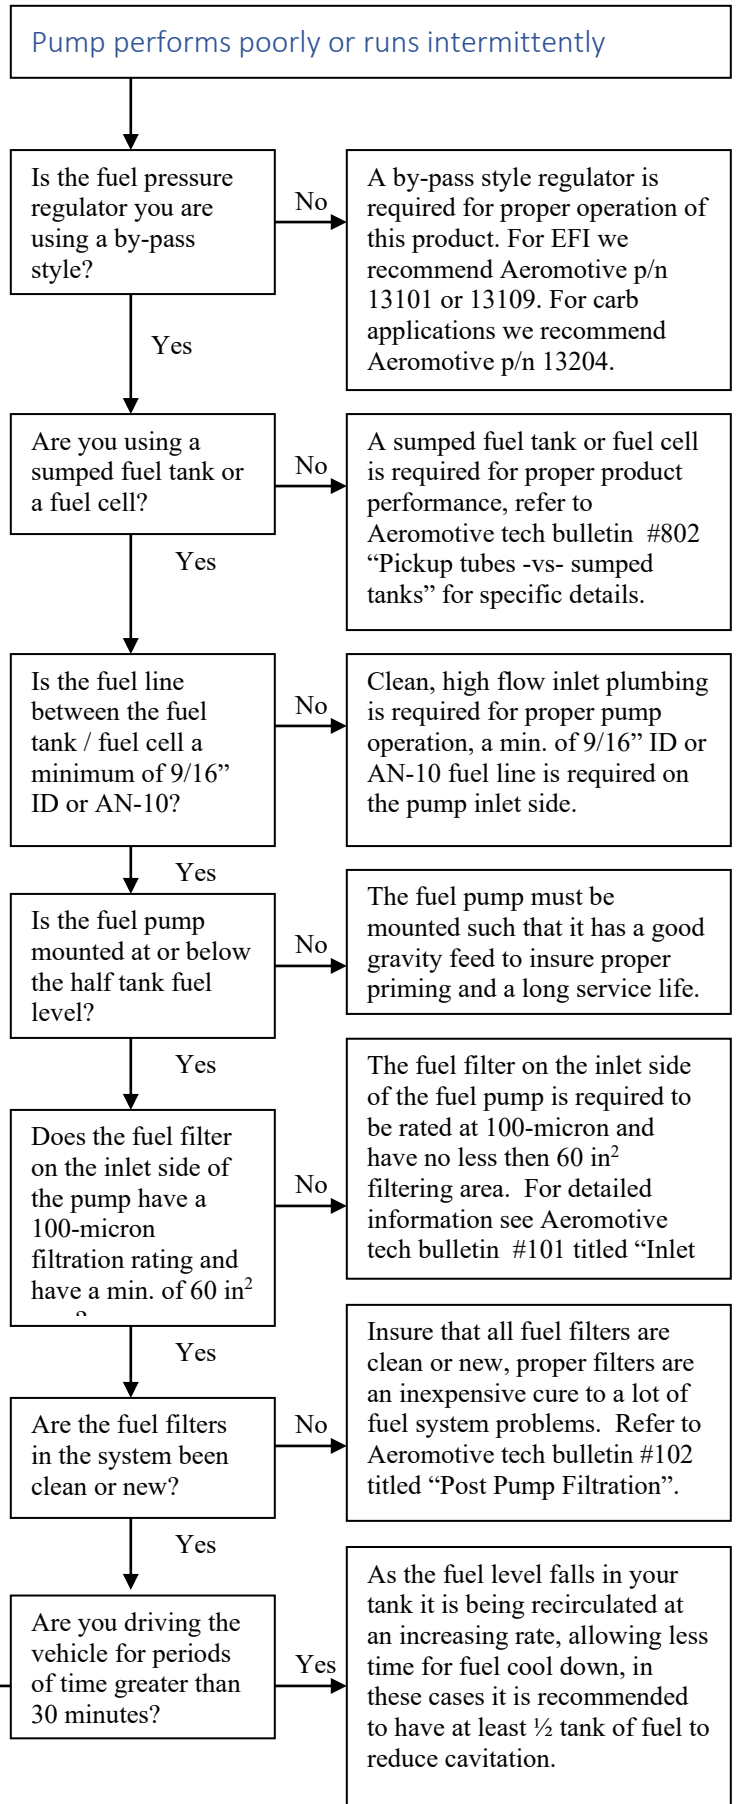 Pump performs poorly or runs intermittently
Is the fuel pressure
regulator you are
using a by-pass
style?
No
A by-pass style regulator is
required for proper operation of
this product. For EFI we
recommend Aeromotive p/n
13101 or 13109. For carb
applications we recommend
Aeromotive p/n 13204.
Yes
Are you using a
sumped fuel tank or
a fuel cell?
No
A sumped fuel tank or fuel cell
is required for proper product
performance, refer to
Aeromotive tech bulletin  #802
“Pickup tubes -vs- sumped
tanks” for specific details.
Yes
Is the fuel line
between the fuel
tank / fuel cell a
minimum of 9/16”
ID or AN-10?
No
Clean, high flow inlet plumbing
is required for proper pump
operation, a min. of 9/16” ID or
AN-10 fuel line is required on
the pump inlet side.
Yes
Is the fuel pump
mounted at or below
the half tank fuel
level?
No
The fuel pump must be
mounted such that it has a good
gravity feed to insure proper
priming and a long service life.
Yes
Does the fuel filter
on the inlet side of
the pump have a
100-micron
filtration rating and
have a min. of 60 in²
No
The fuel filter on the inlet side
of the fuel pump is required to
be rated at 100-micron and
have no less then 60 in²
filtering area.  For detailed
information see Aeromotive
tech bulletin  #101 titled “Inlet
Yes
Are the fuel filters
in the system been
clean or new?
No
Insure that all fuel filters are
clean or new, proper filters are
an inexpensive cure to a lot of
fuel system problems.  Refer to
Aeromotive tech bulletin #102
titled “Post Pump Filtration”.
Yes
Are you driving the
vehicle for periods
of time greater than
30 minutes?
Yes
As the fuel level falls in your
tank it is being recirculated at
an increasing rate, allowing less
time for fuel cool down, in
these cases it is recommended
to have at least ½ tank of fuel to
reduce cavitation.